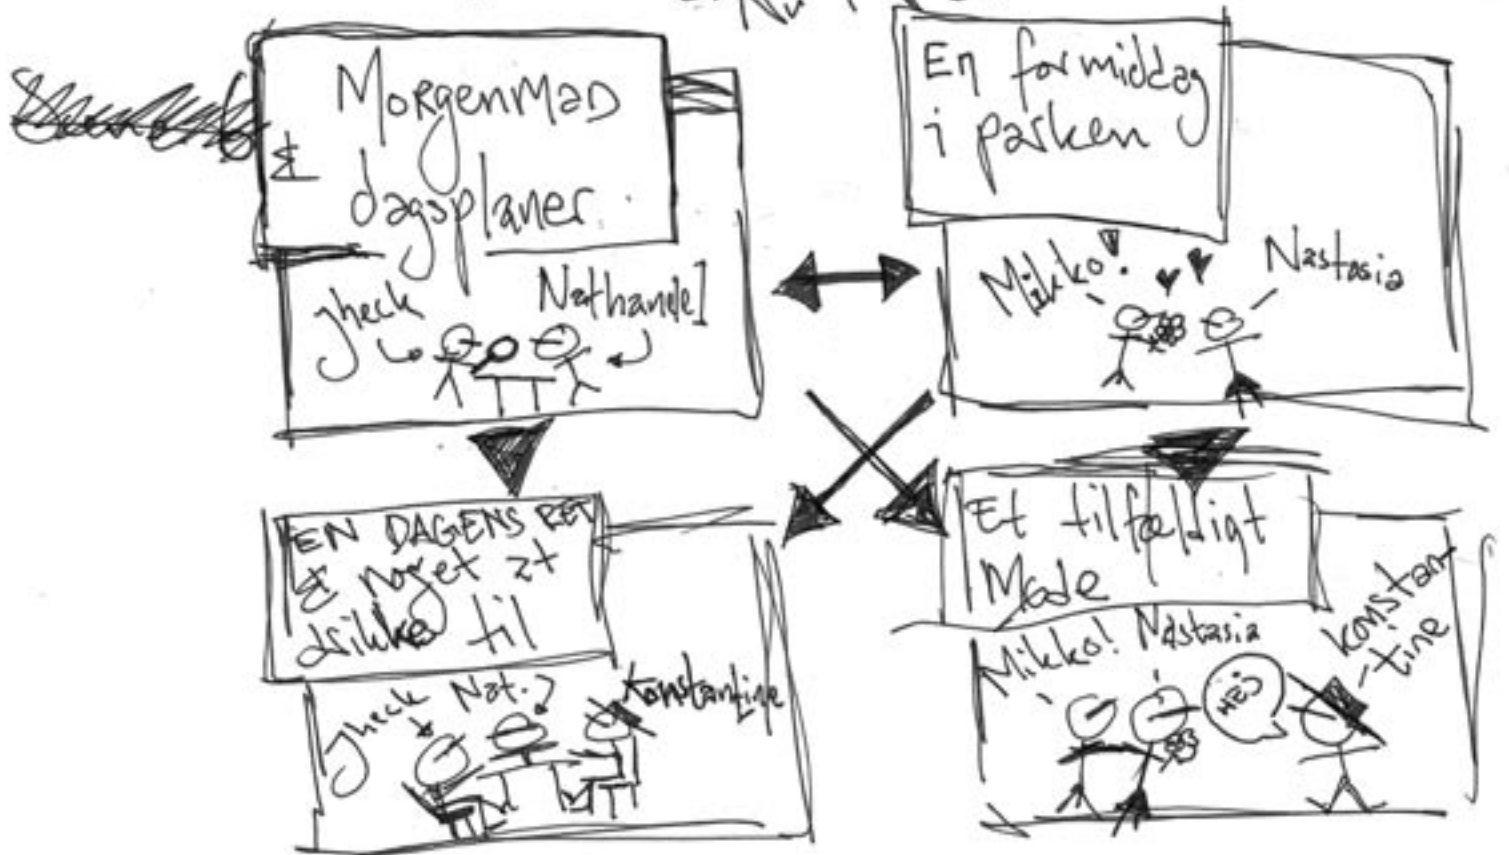 MORgenMaD
& dagsplaner
Jheck
Nathanael
En formiddag
i parken
Mikko!
Nastasia
EN DAGENS RET
& noget at
drikke til
Jheck Nat.
Konstantine
Et tilfældigt
Møde
Mikko! Nastasia
HEJ
Konstan-
tine